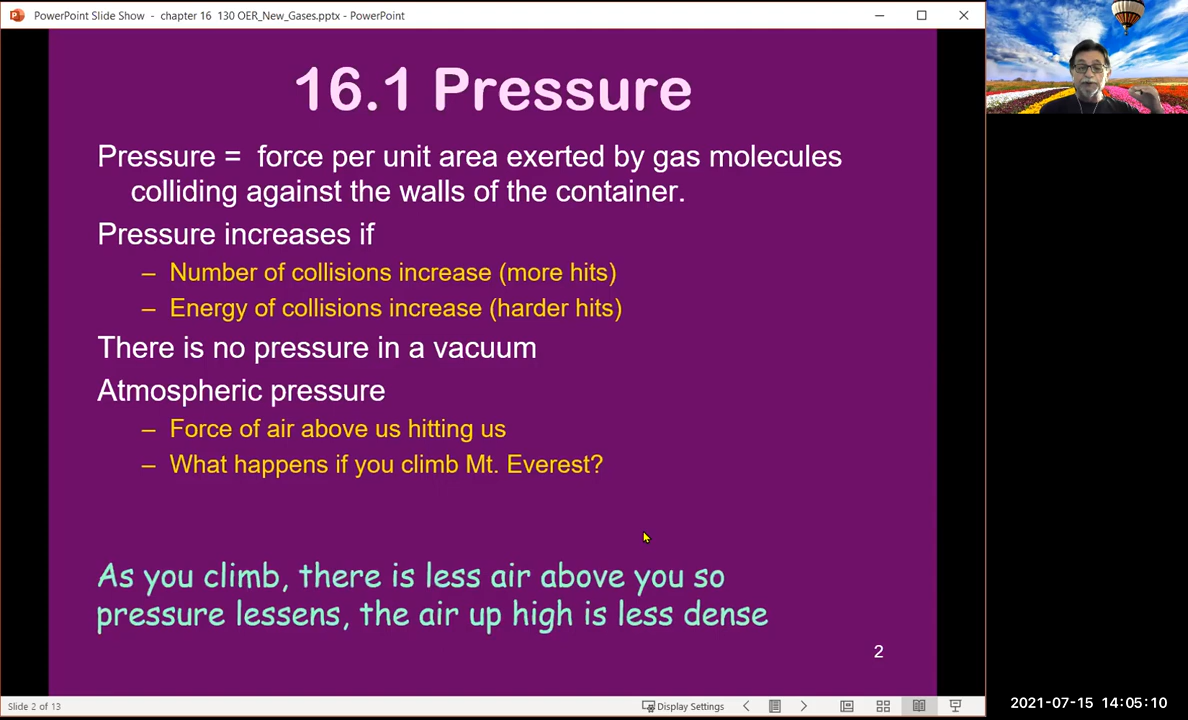 PowerPoint Slide Show - chapter 16 130 OER_New_Gases.pptx - PowerPoint
16.1 Pressure
Pressure = force per unit area exerted by gas molecules
colliding against the walls of the container.
Pressure increases if
– Number of collisions increase (more hits)
– Energy of collisions increase (harder hits)
There is no pressure in a vacuum
Atmospheric pressure
– Force of air above us hitting us
– What happens if you climb Mt. Everest?
As you climb, there is less air above you so
pressure lessens, the air up high is less dense
2
Slide 2 of 13
Display Settings
2021-07-15 14:05:10